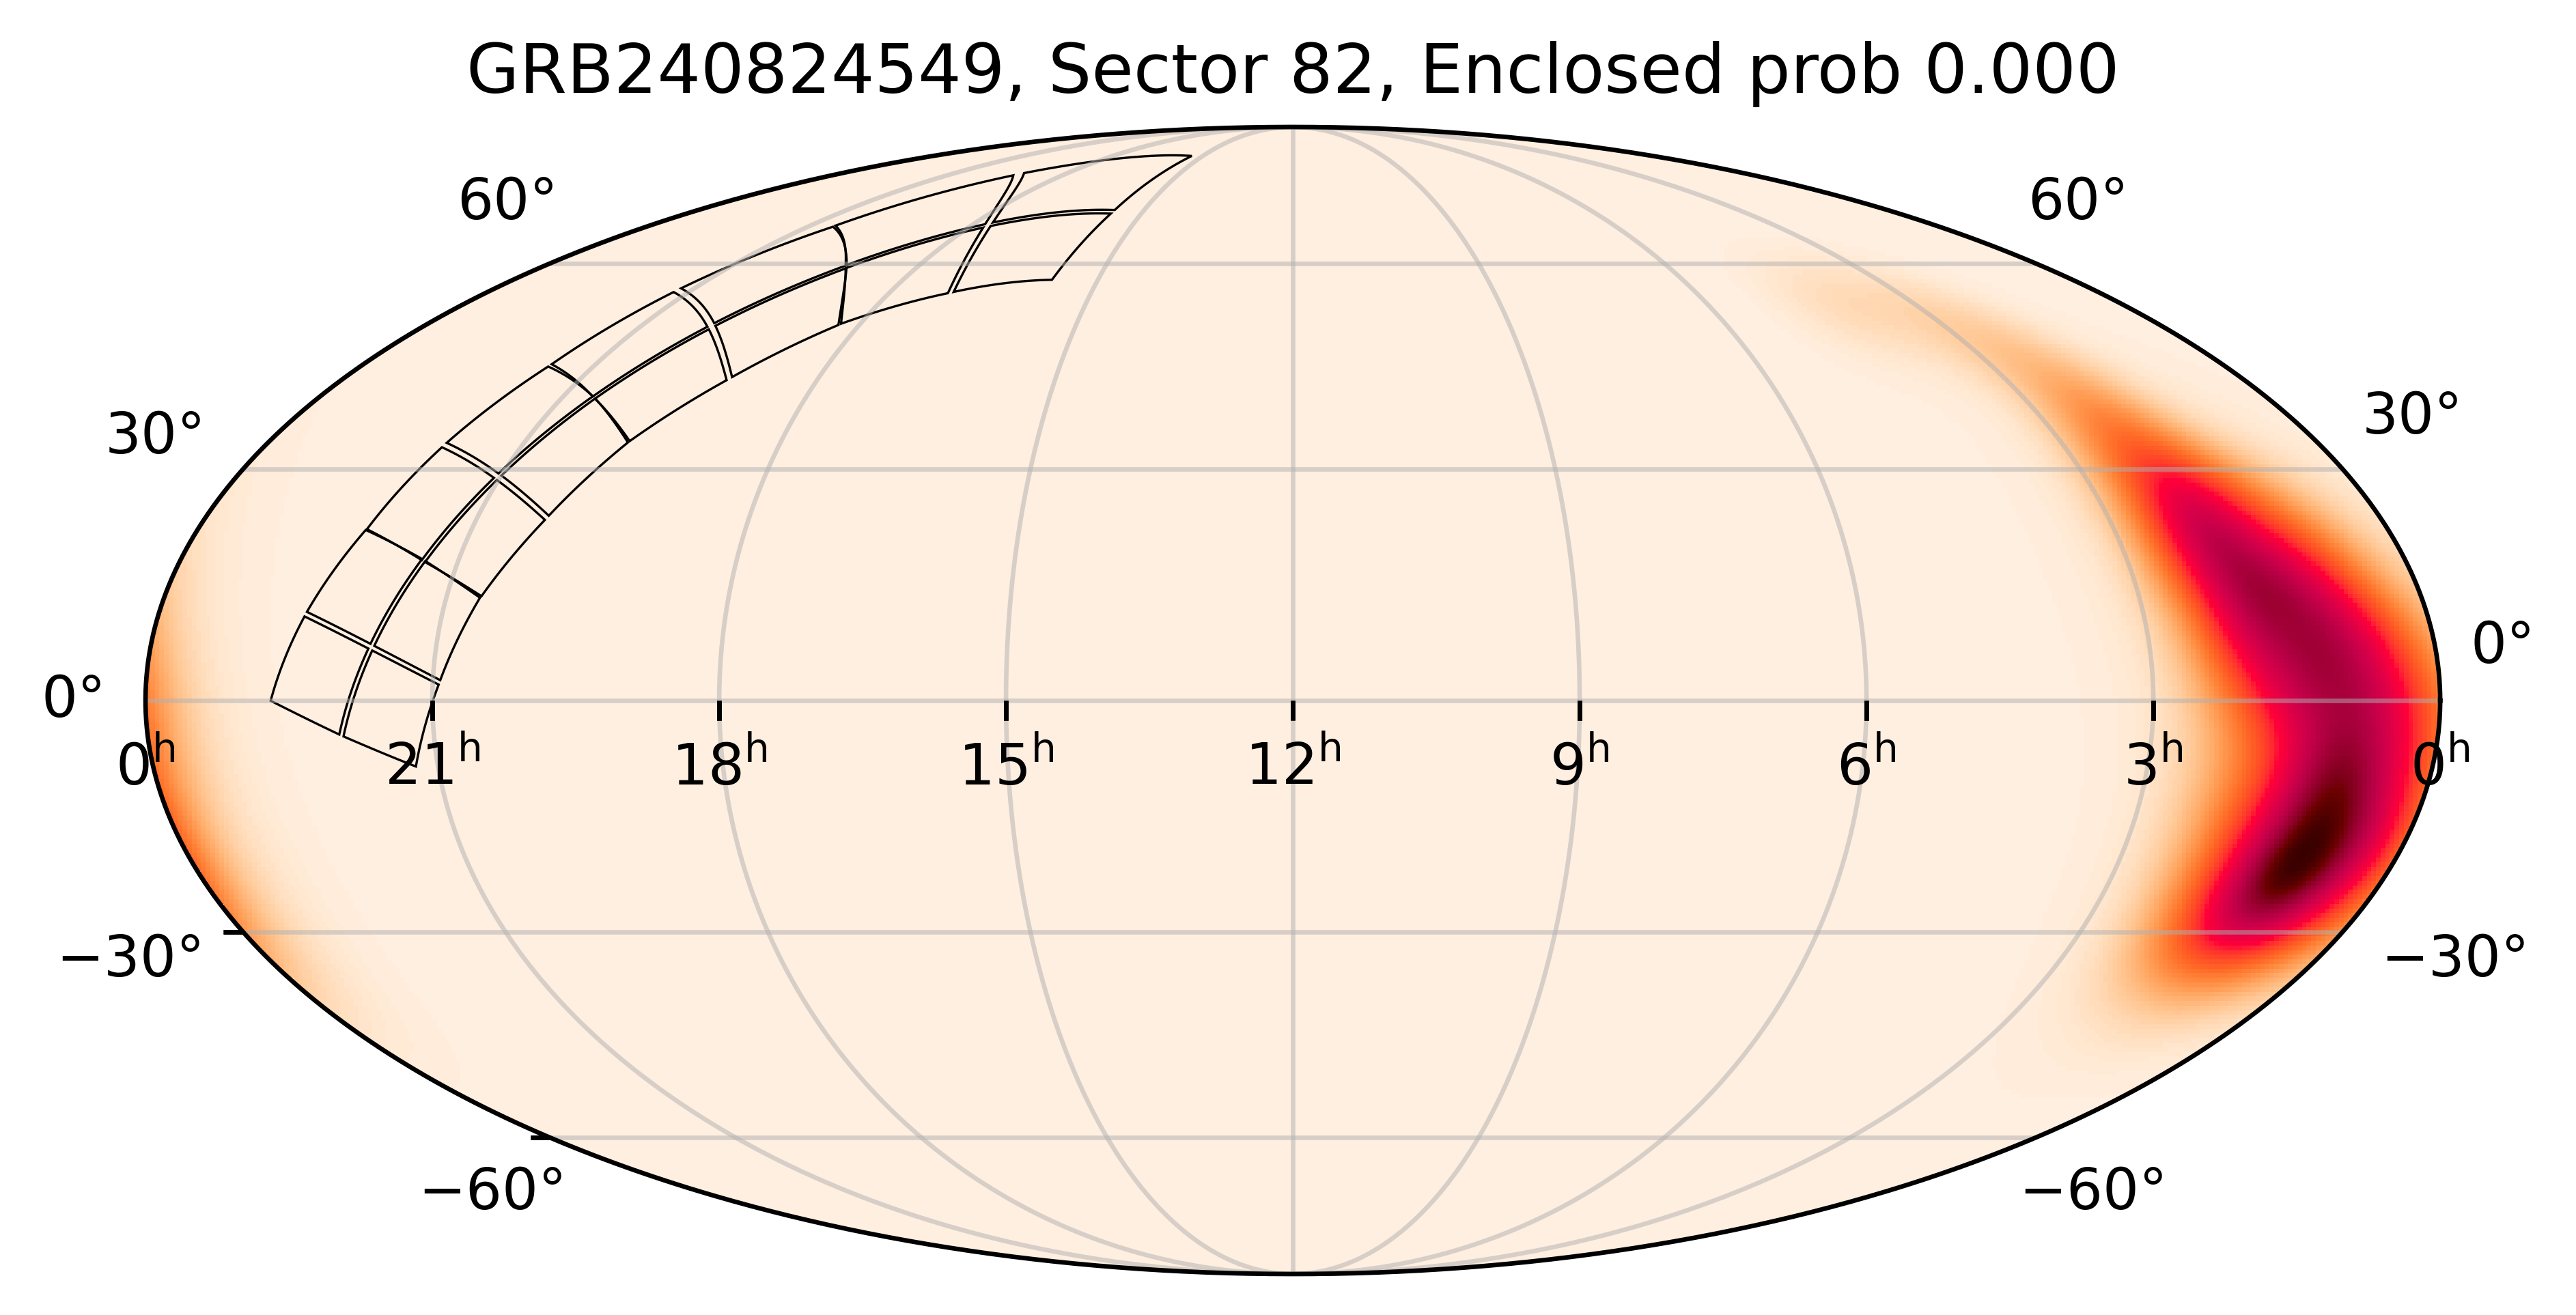 GRB240824549, Sector 82, Enclosed prob 0.000
60° 60°
30° 30°
0° 0°
0ʰ 21ʰ 18ʰ 15ʰ 12ʰ 9ʰ 6ʰ 3ʰ 0ʰ
−30° −30°
−60° −60°